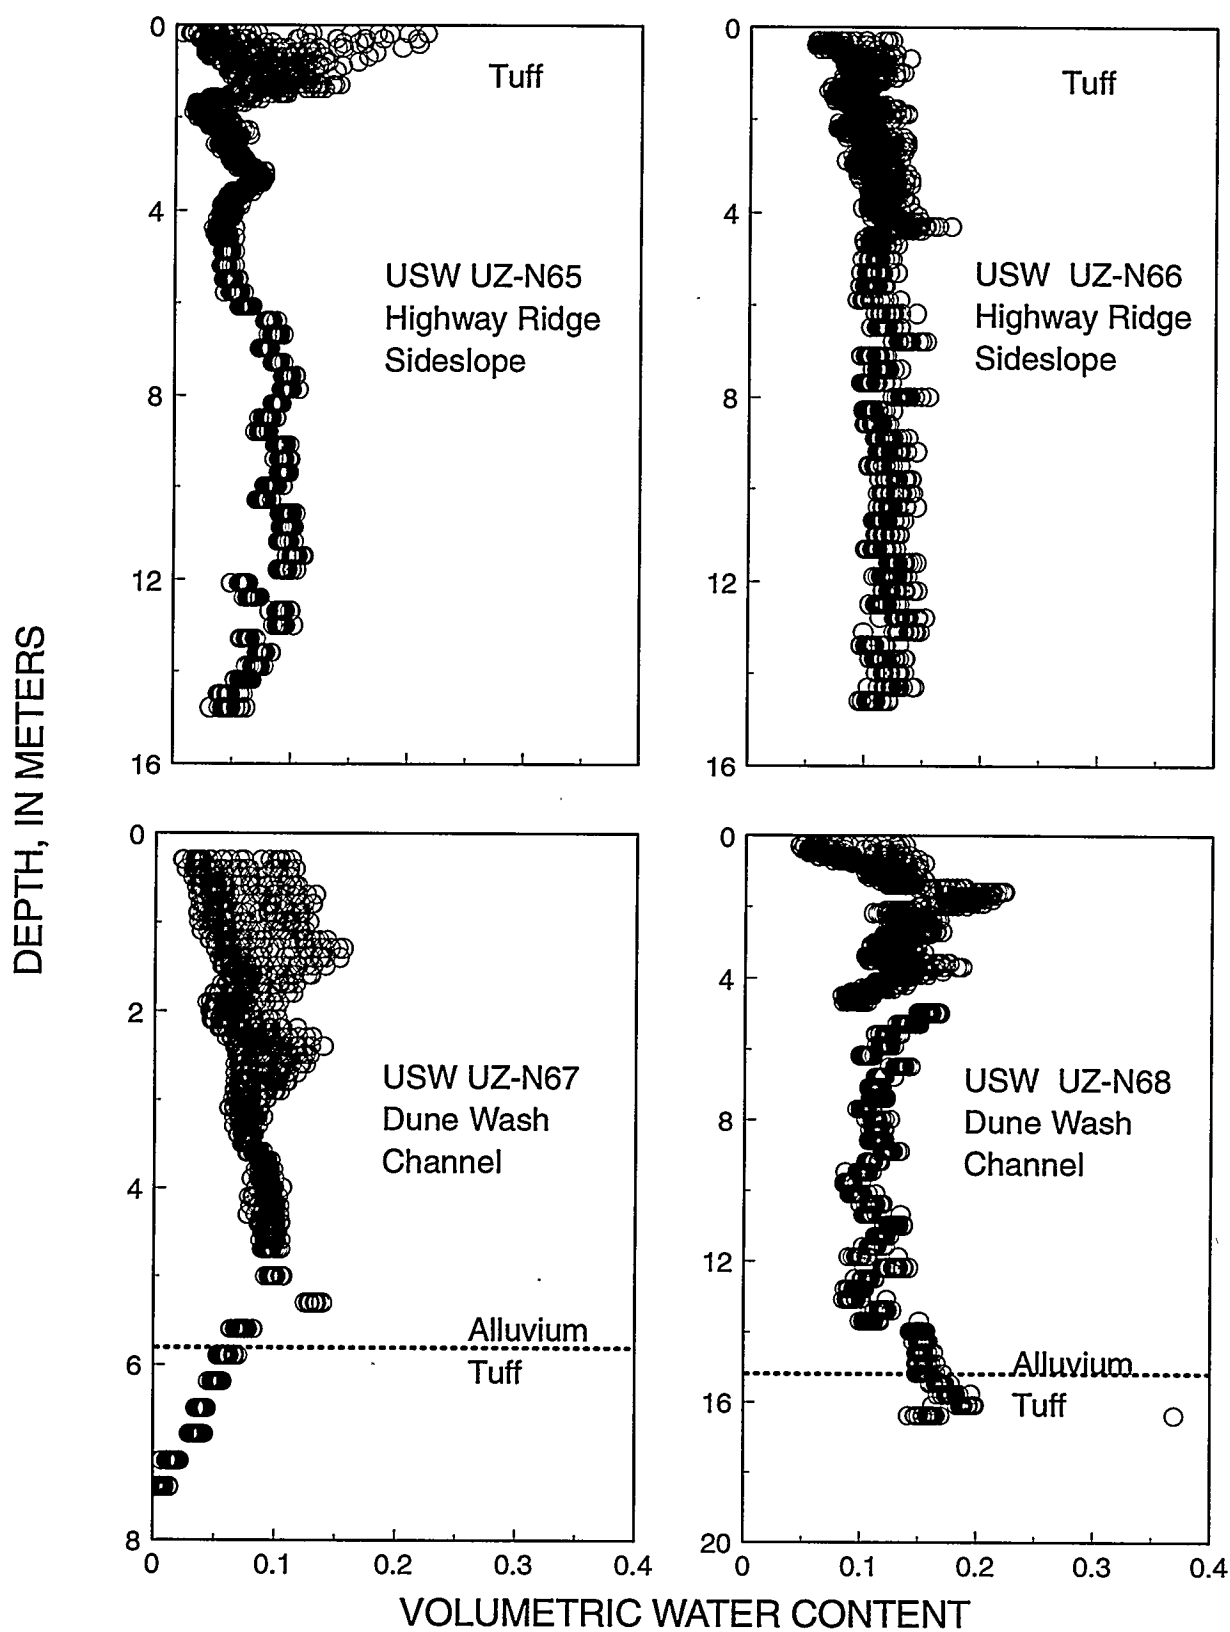 DEPTH, IN METERS
0
4
8
12
16
Tuff
USW UZ-N65
Highway Ridge
Sideslope
0
4
8
12
16
Tuff
USW UZ-N66
Highway Ridge
Sideslope
0
2
4
6
8
USW UZ-N67
Dune Wash
Channel
Alluvium
Tuff
0 0.1 0.2 0.3 0.4
0
4
8
12
16
20
USW UZ-N68
Dune Wash
Channel
Alluvium
Tuff
0 0.1 0.2 0.3 0.4
VOLUMETRIC WATER CONTENT